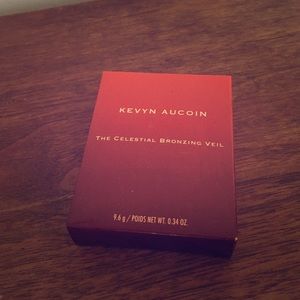 KEVYN AUCOIN
THE CELESTIAL BRONZING VEIL
9.6 g / POIDS NET WT. 0.34 OZ.